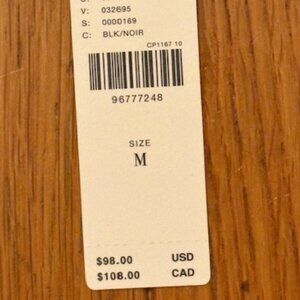 V: 032695
S: 0000169
C: BLK/NOIR
CP1167 10
96777248
SIZE
M
$98.00 USD
$108.00 CAD